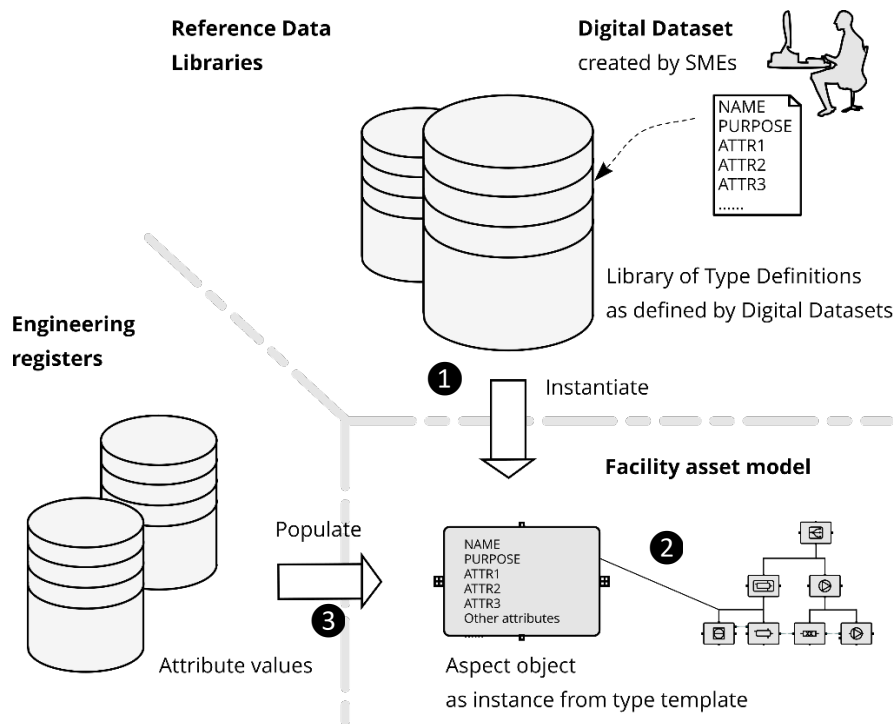 Reference Data
Libraries
Digital Dataset
created by SMEs
NAME
PURPOSE
ATTR1
ATTR2
ATTR3
......
Library of Type Definitions
as defined by Digital Datasets
Engineering
registers
1
Instantiate
Facility asset model
Populate
3
Attribute values
NAME
PURPOSE
ATTR1
ATTR2
ATTR3
Other attributes
......
2
Aspect object
as instance from type template